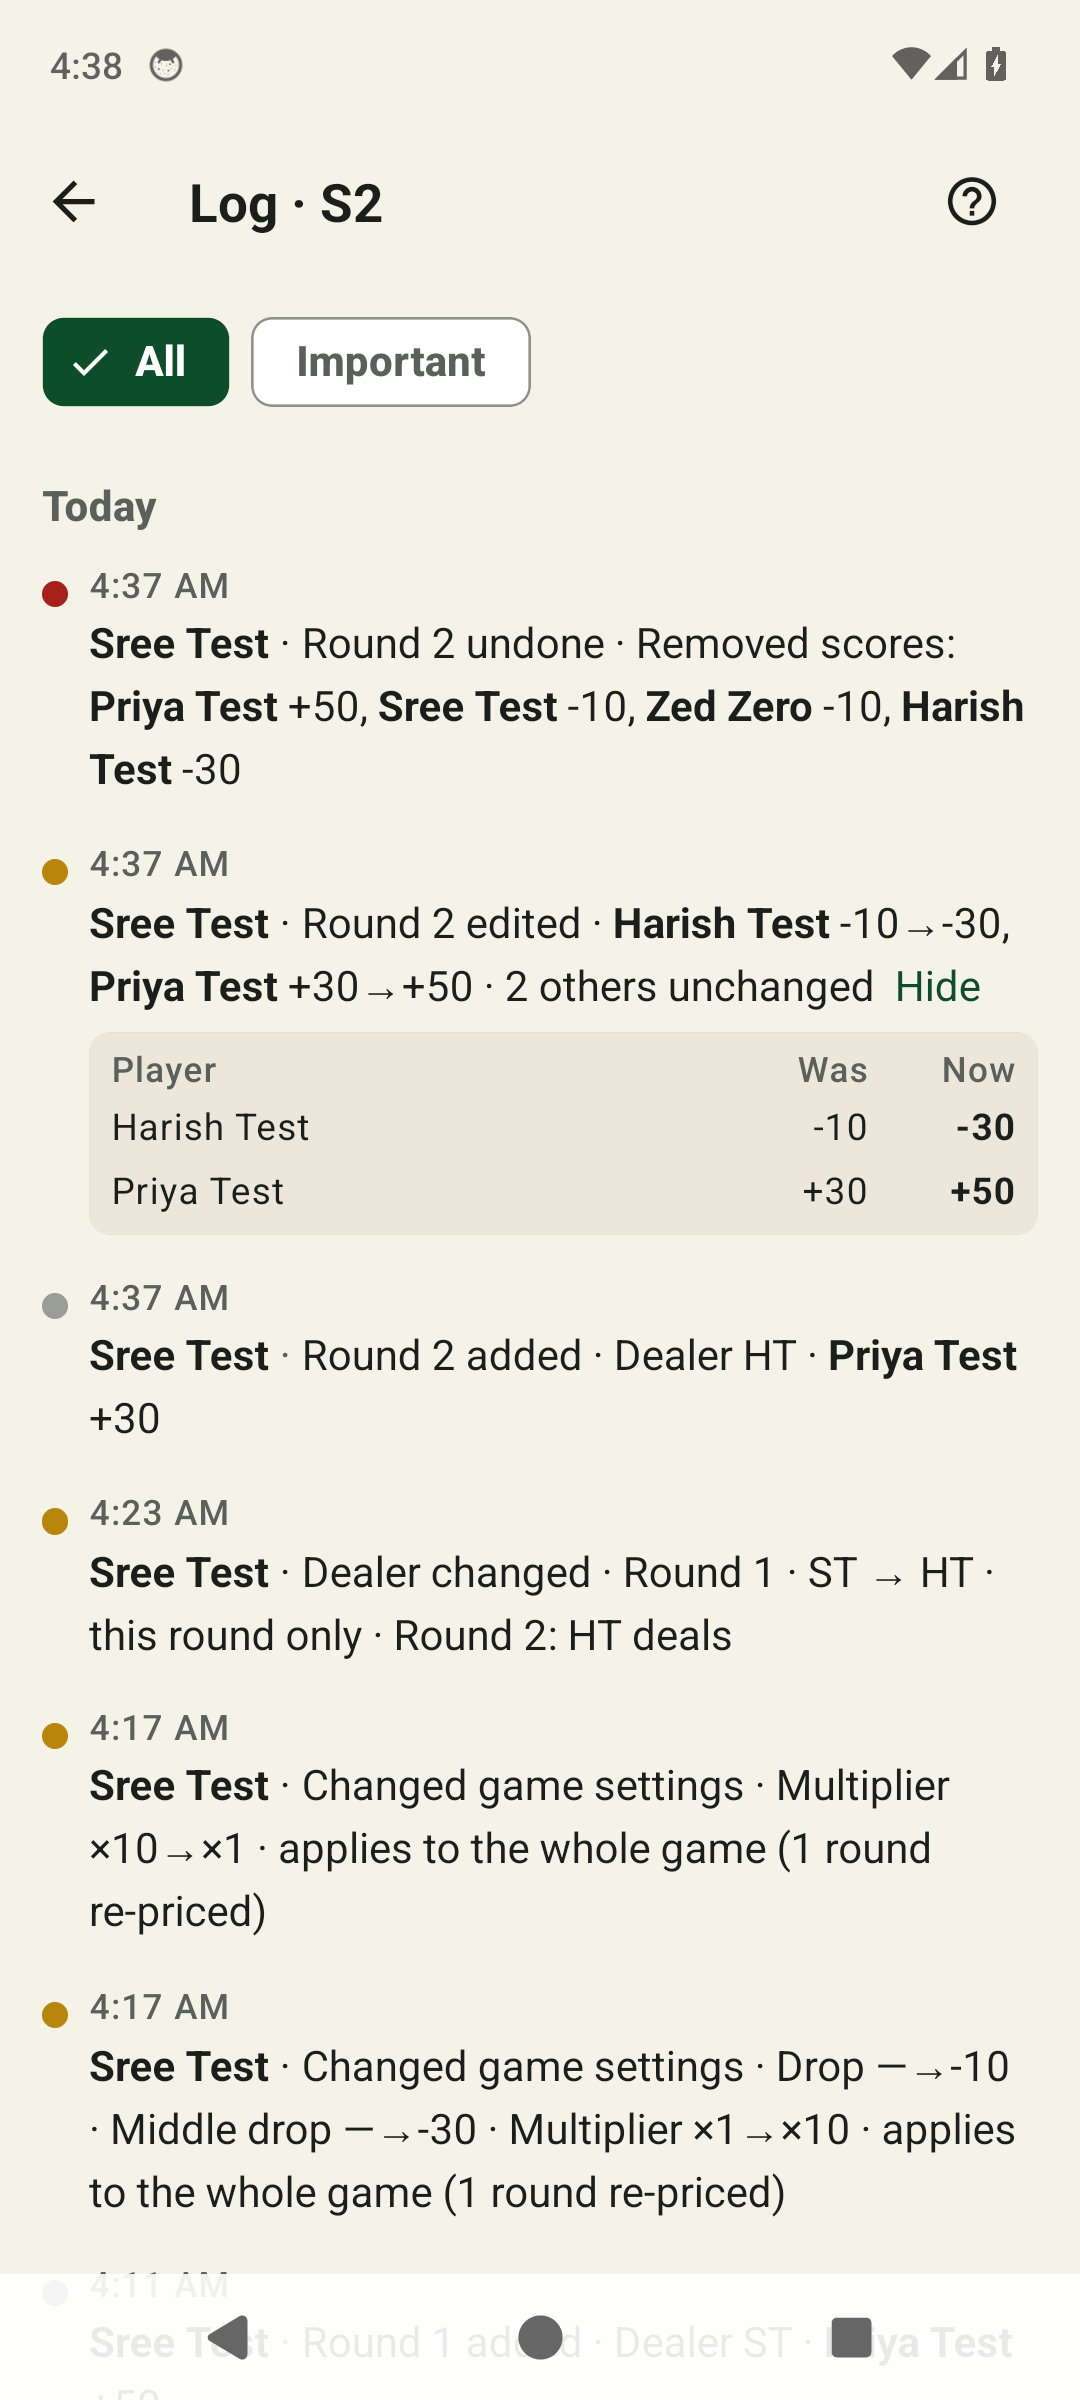 4:38
Log · S2
All
Important
Today
4:37 AM
Sree Test · Round 2 undone · Removed scores:
Priya Test +50, Sree Test -10, Zed Zero -10, Harish
Test -30
4:37 AM
Sree Test · Round 2 edited · Harish Test -10→-30,
Priya Test +30→+50 · 2 others unchanged Hide
Player Was Now
Harish Test -10 -30
Priya Test +30 +50
4:37 AM
Sree Test · Round 2 added · Dealer HT · Priya Test
+30
4:23 AM
Sree Test · Dealer changed · Round 1 · ST → HT ·
this round only · Round 2: HT deals
4:17 AM
Sree Test · Changed game settings · Multiplier
×10→×1 · applies to the whole game (1 round
re-priced)
4:17 AM
Sree Test · Changed game settings · Drop —→-10
· Middle drop —→-30 · Multiplier ×1→×10 · applies
to the whole game (1 round re-priced)
4:11 AM
Sree Test · Round 1 added · Dealer ST · Priya Test
+50